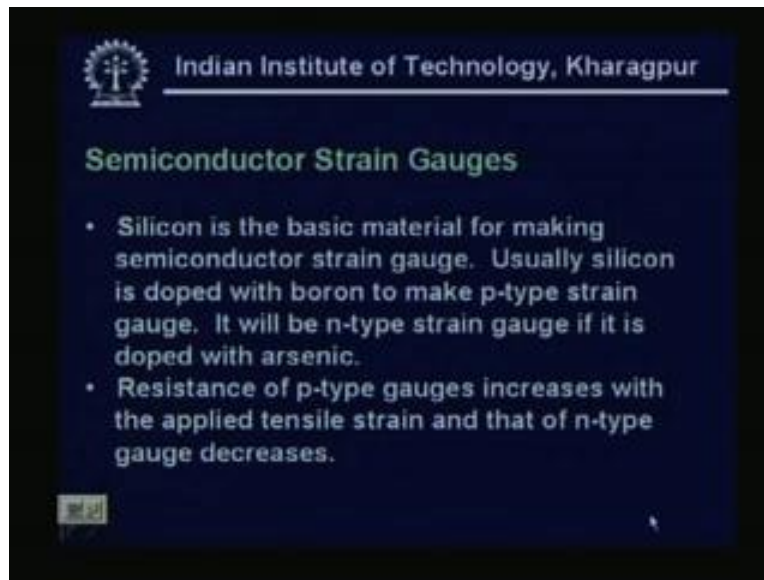 Indian Institute of Technology, Kharagpur
Semiconductor Strain Gauges
• Silicon is the basic material for making
semiconductor strain gauge. Usually silicon
is doped with boron to make p-type strain
gauge. It will be n-type strain gauge if it is
doped with arsenic.
• Resistance of p-type gauges increases with
the applied tensile strain and that of n-type
gauge decreases.